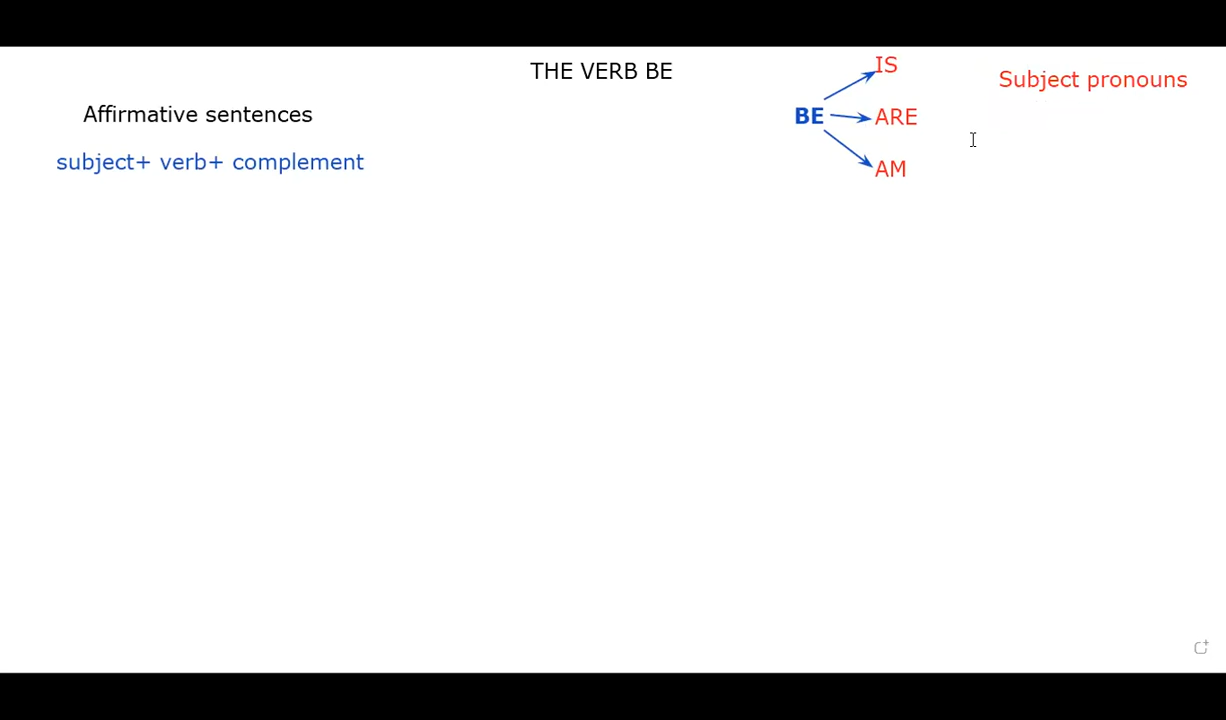 THE VERB BE
Affirmative sentences
subject+ verb+ complement
BE
IS
ARE
AM
Subject pronouns